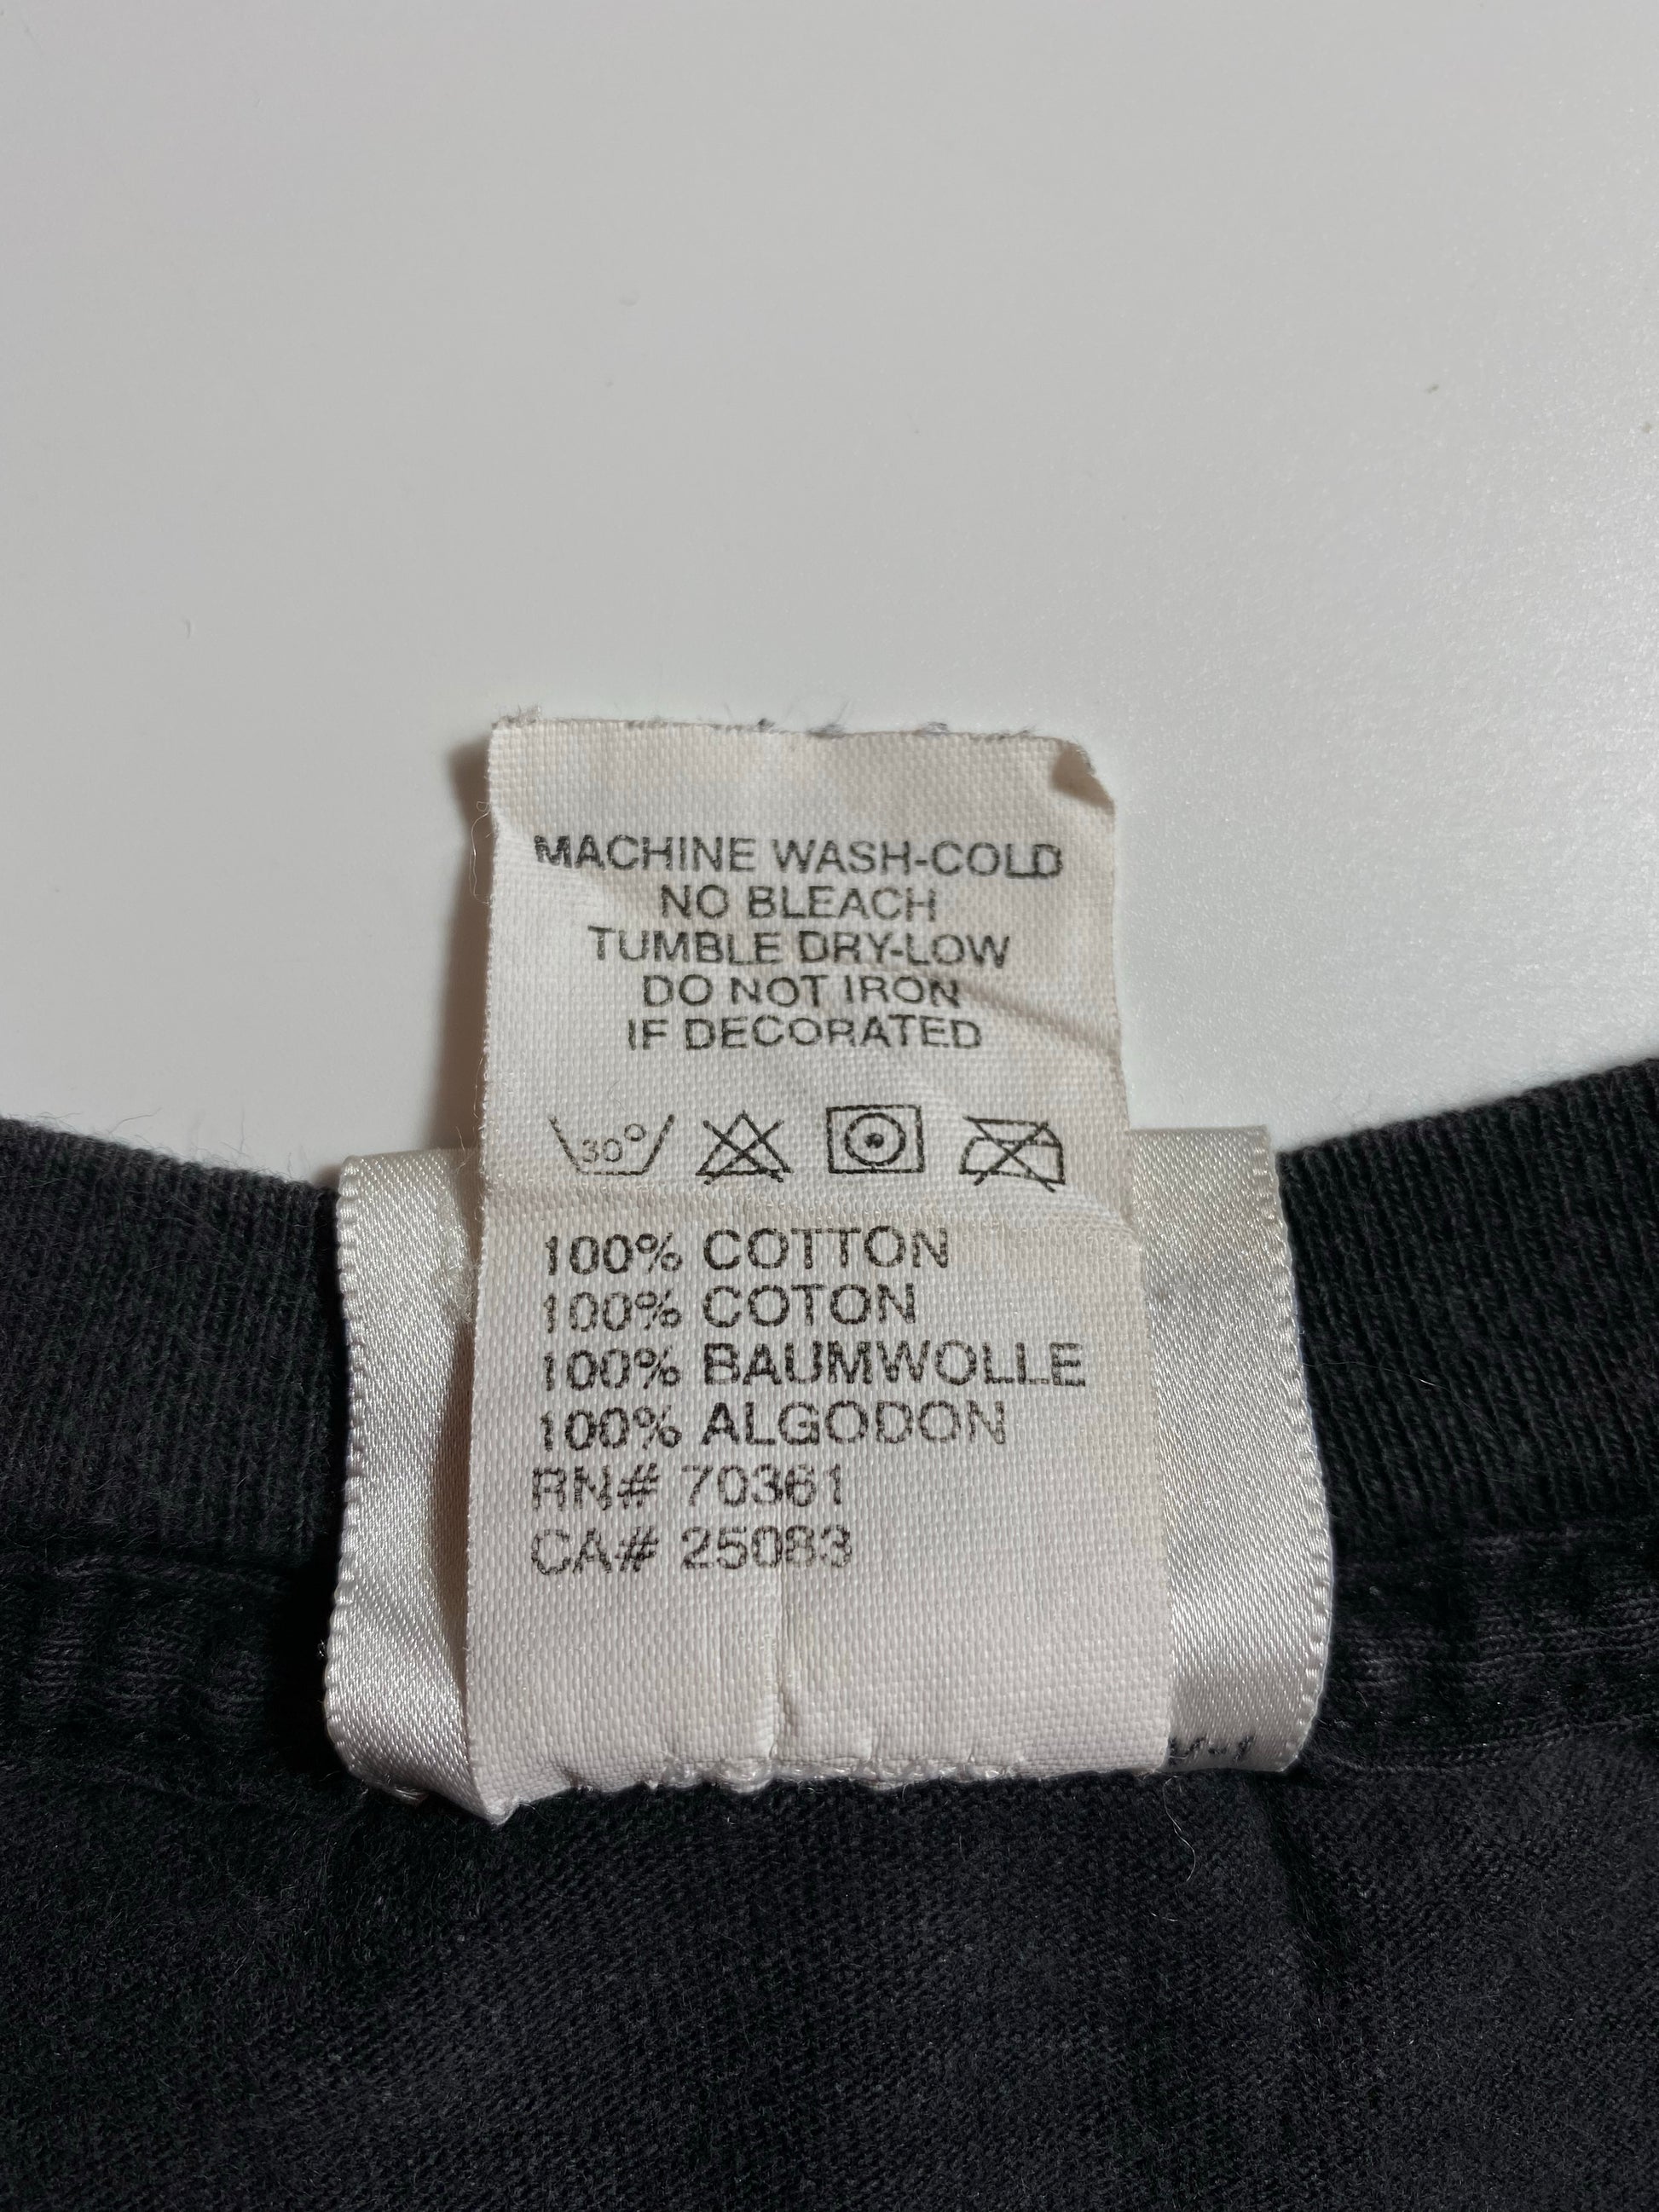 MACHINE WASH-COLD
NO BLEACH
TUMBLE DRY-LOW
DO NOT IRON
IF DECORATED
30°
100% COTTON
100% COTON
100% BAUMWOLLE
100% ALGODON
RN# 70361
CA# 25083